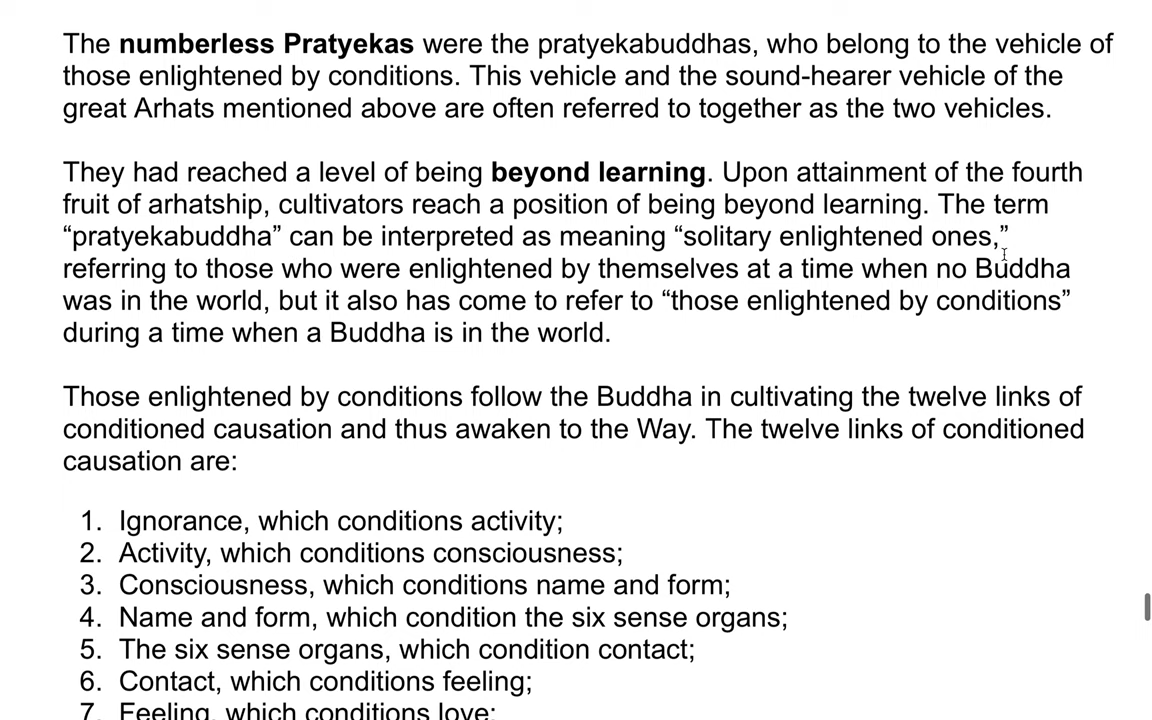 The numberless Pratyekas were the pratyekabuddhas, who belong to the vehicle of
those enlightened by conditions. This vehicle and the sound-hearer vehicle of the
great Arhats mentioned above are often referred to together as the two vehicles.
They had reached a level of being beyond learning. Upon attainment of the fourth
fruit of arhatship, cultivators reach a position of being beyond learning. The term
“pratyekabuddha” can be interpreted as meaning “solitary enlightened ones,”
referring to those who were enlightened by themselves at a time when no Buddha
was in the world, but it also has come to refer to “those enlightened by conditions”
during a time when a Buddha is in the world.
Those enlightened by conditions follow the Buddha in cultivating the twelve links of
conditioned causation and thus awaken to the Way. The twelve links of conditioned
causation are:
1. Ignorance, which conditions activity;
2. Activity, which conditions consciousness;
3. Consciousness, which conditions name and form;
4. Name and form, which condition the six sense organs;
5. The six sense organs, which condition contact;
6. Contact, which conditions feeling;
7. Feeling, which conditions love;